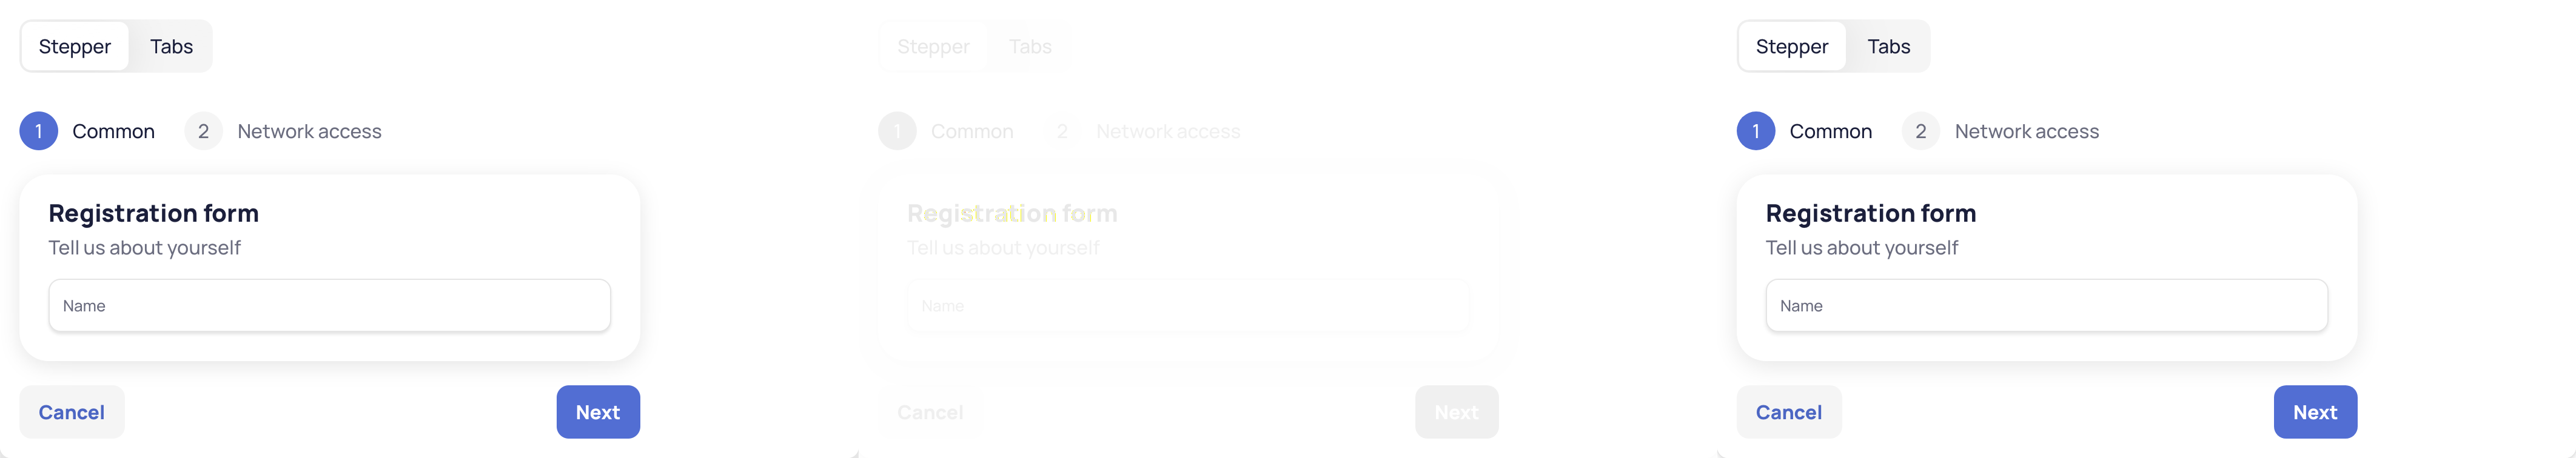 Stepper Tabs
1 Common 2 Network access
Registration form
Tell us about yourself
Name
Cancel Next
Stepper Tabs
1 Common 2 Network access
Registration form
Tell us about yourself
Name
Cancel Next
Stepper Tabs
1 Common 2 Network access
Registration form
Tell us about yourself
Name
Cancel Next